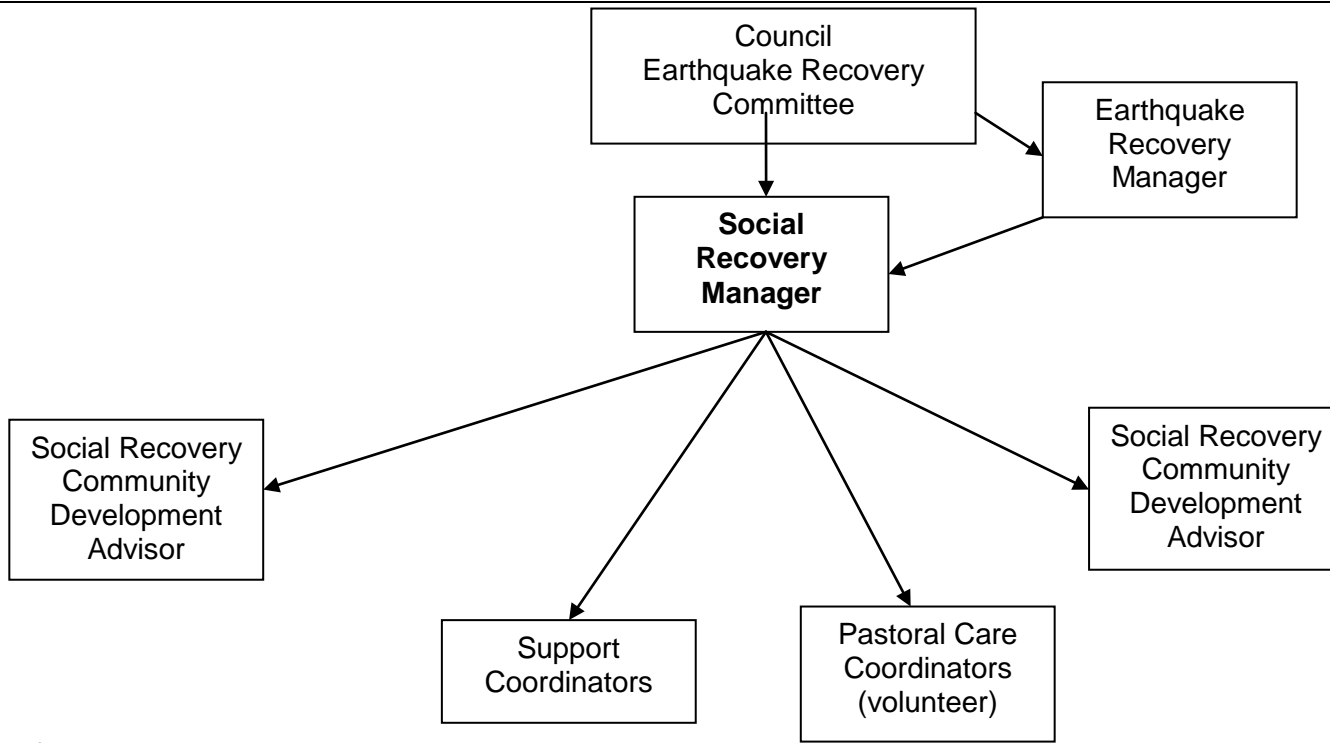 Council
Earthquake Recovery
Committee
Earthquake
Recovery
Manager
Social
Recovery
Manager
Social Recovery
Community
Development
Advisor
Social Recovery
Community
Development
Advisor
Support
Coordinators
Pastoral Care
Coordinators
(volunteer)